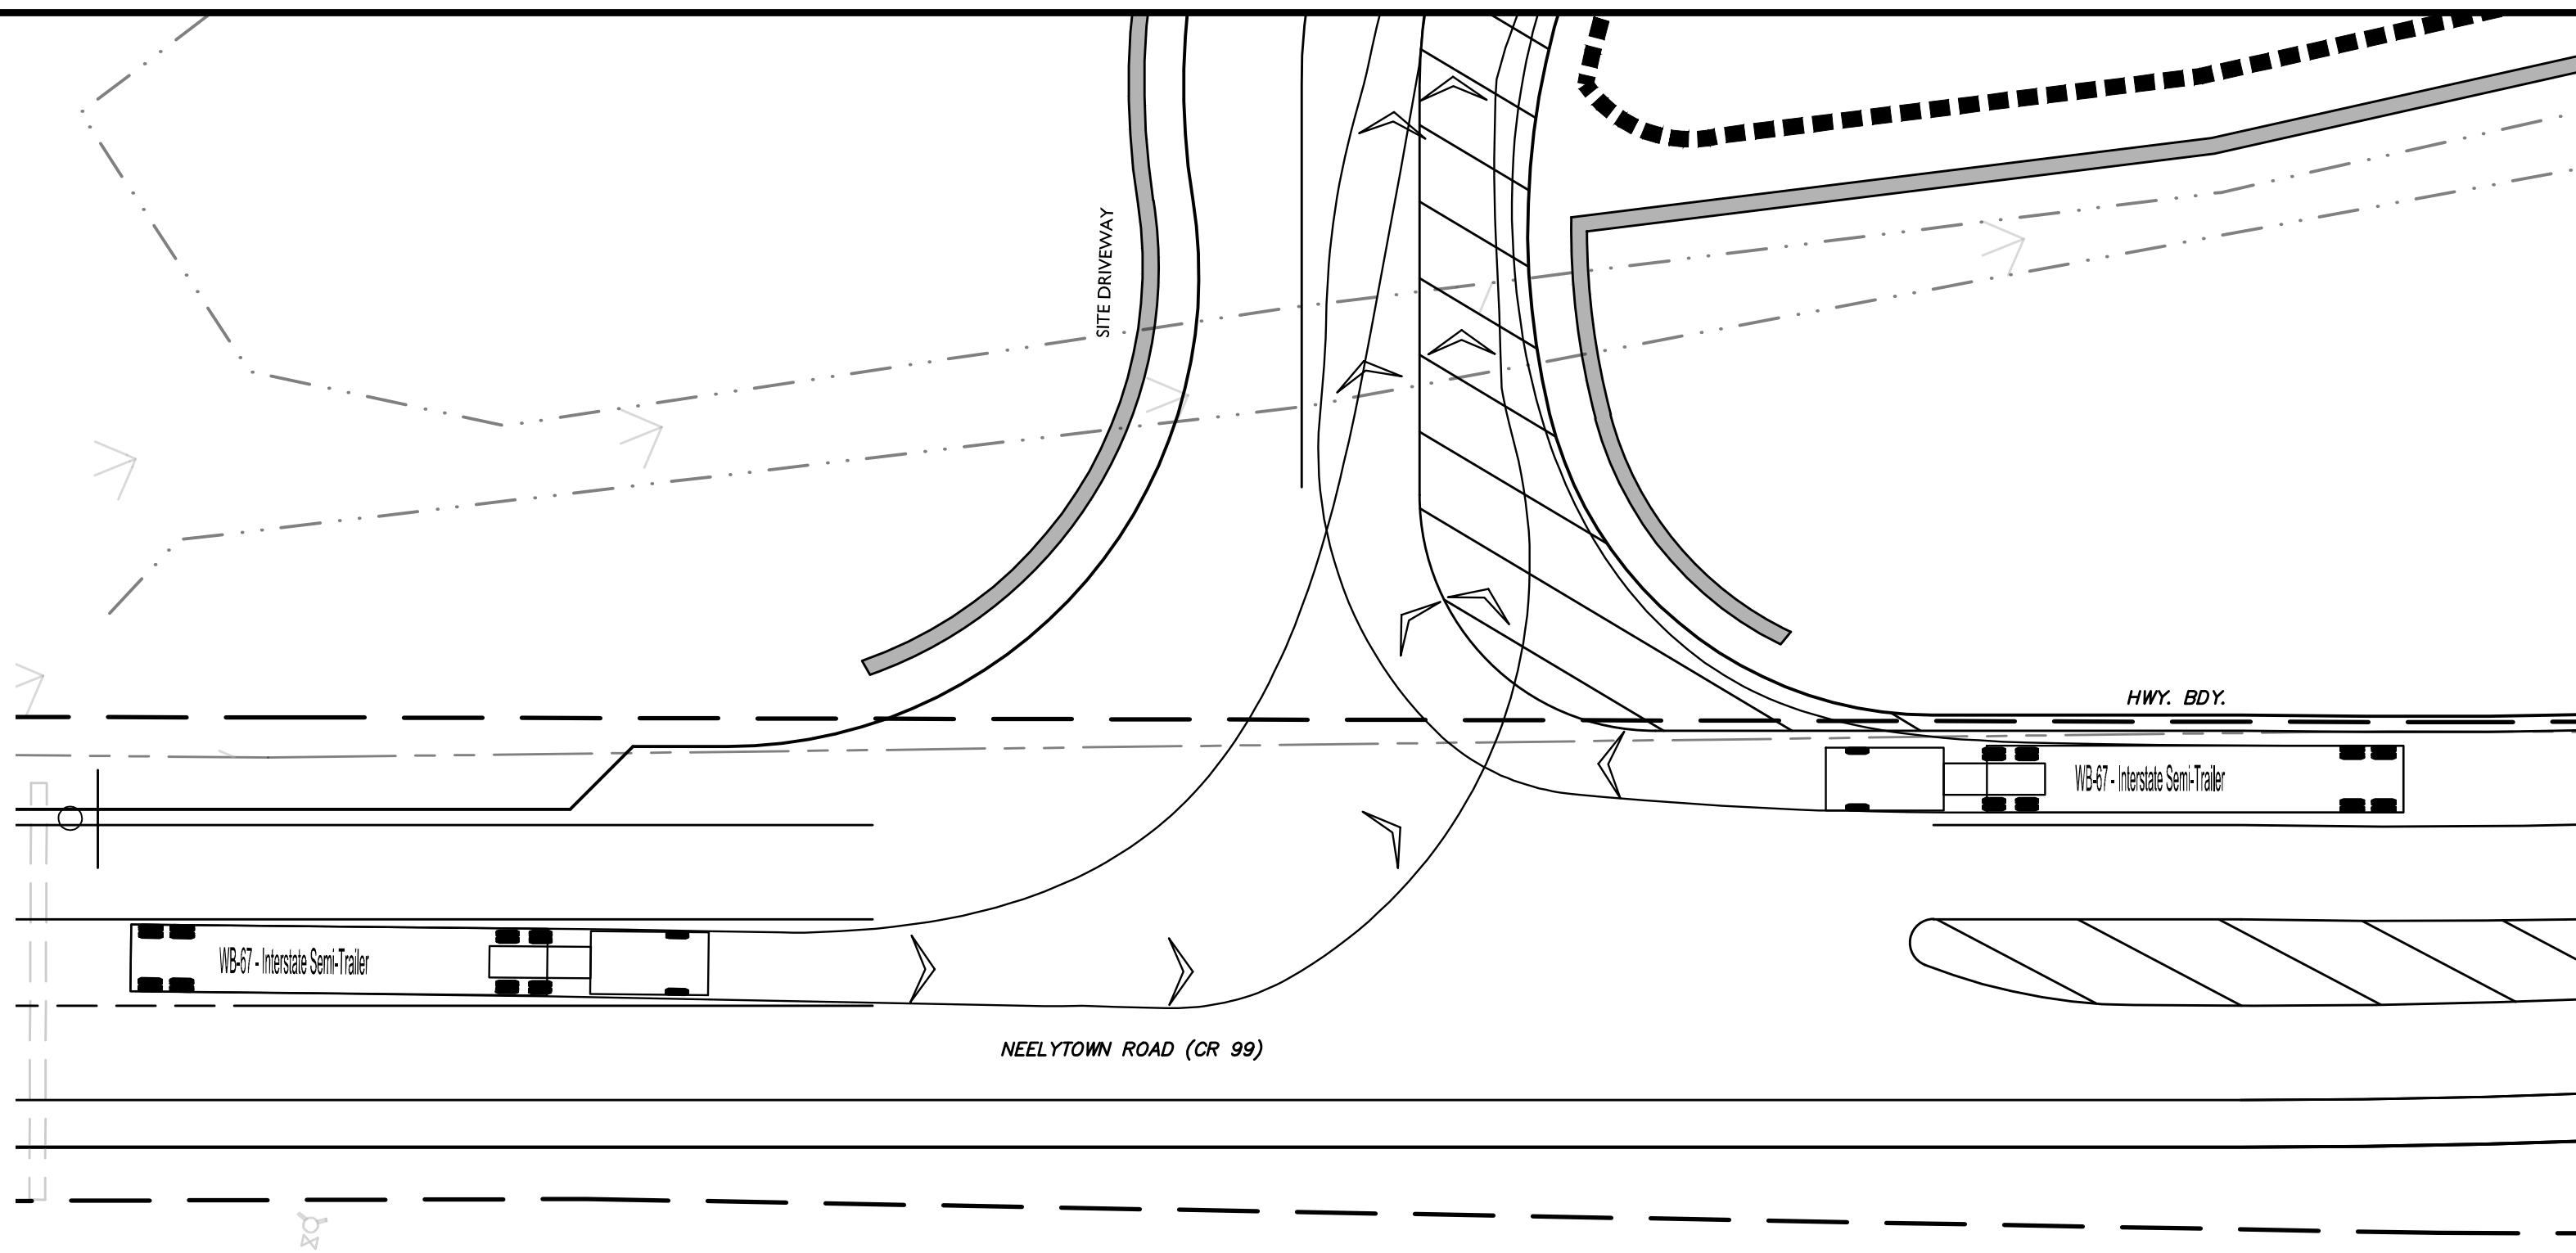 SITE DRIVEWAY
HWY. BDY.
WB-67 - Interstate Semi-Trailer
WB-67 - Interstate Semi-Trailer
NEELYTOWN ROAD (CR 99)